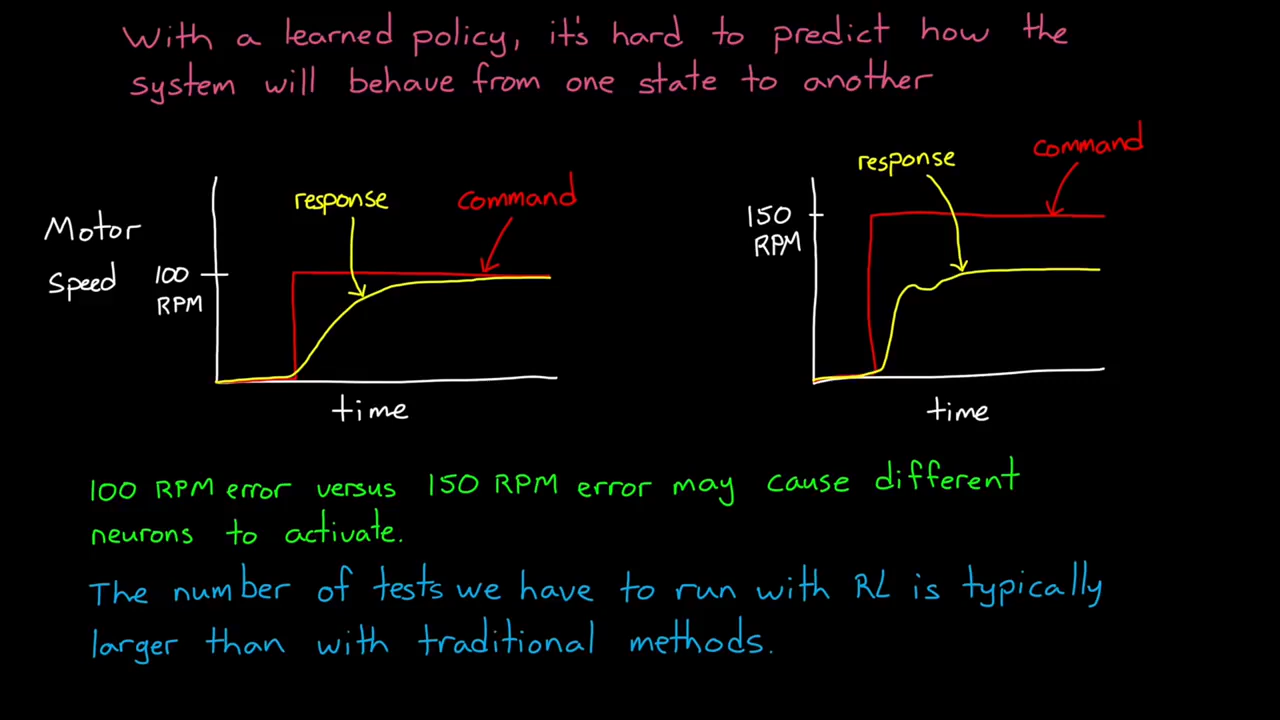 With a learned policy, it's hard to predict how the
system will behave from one state to another
response
command
Motor
Speed
100
RPM
time
response
command
150
RPM
time
100 RPM error versus 150 RPM error may cause different
neurons to activate.
The number of tests we have to run with RL is typically
larger than with traditional methods.